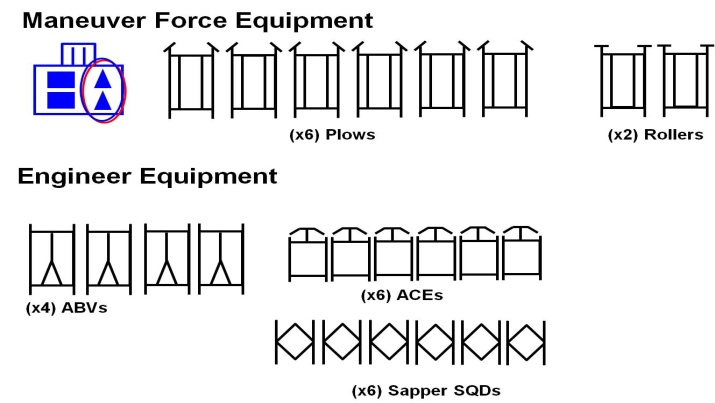 Maneuver Force Equipment
(x6) Plows
(x2) Rollers
Engineer Equipment
(x4) ABVs
(x6) ACEs
(x6) Sapper SQDs